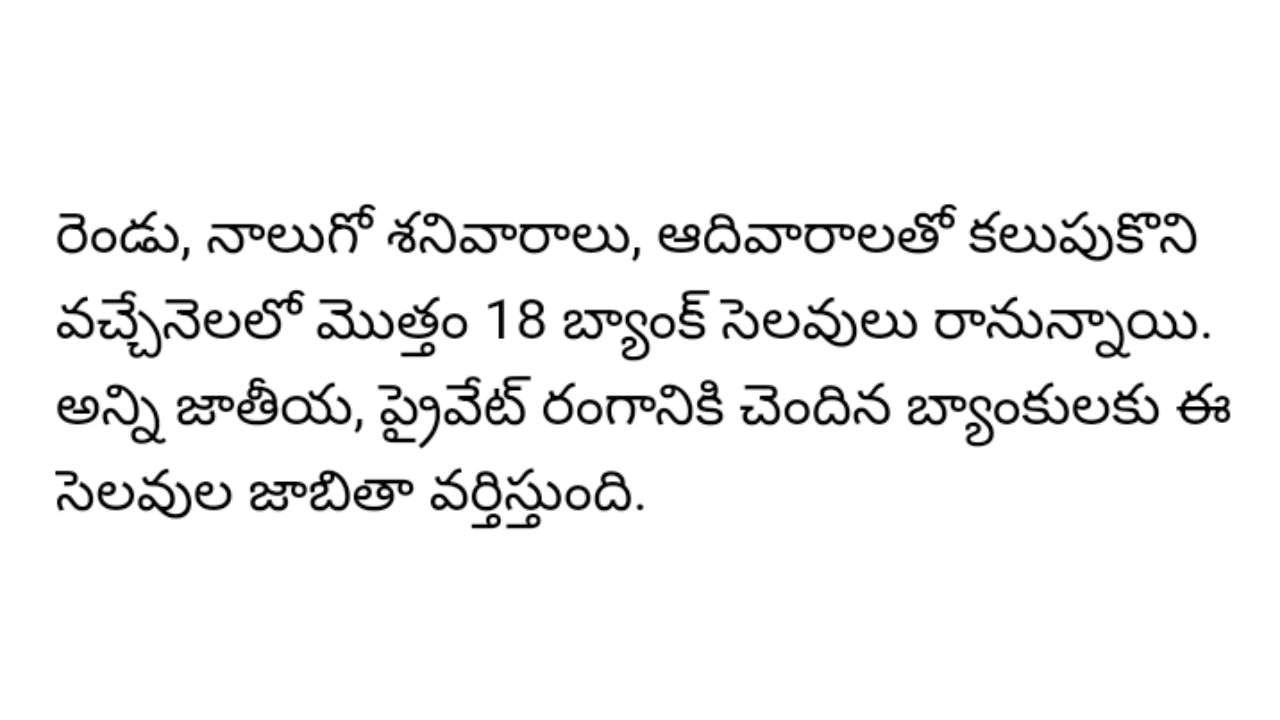 రెండు, నాలుగో శనివారాలు, ఆదివారాలతో కలుపుకొని
వచ్చేనెలలో మొత్తం 18 బ్యాంక్ సెలవులు రానున్నాయి.
అన్ని జాతీయ, ప్రైవేట్ రంగానికి చెందిన బ్యాంకులకు ఈ
సెలవుల జాబితా వర్తిస్తుంది.